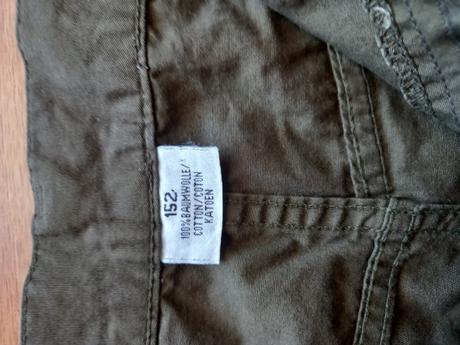 152
100% BAUMWOLLE/
COTTON/COTON
KATOEN